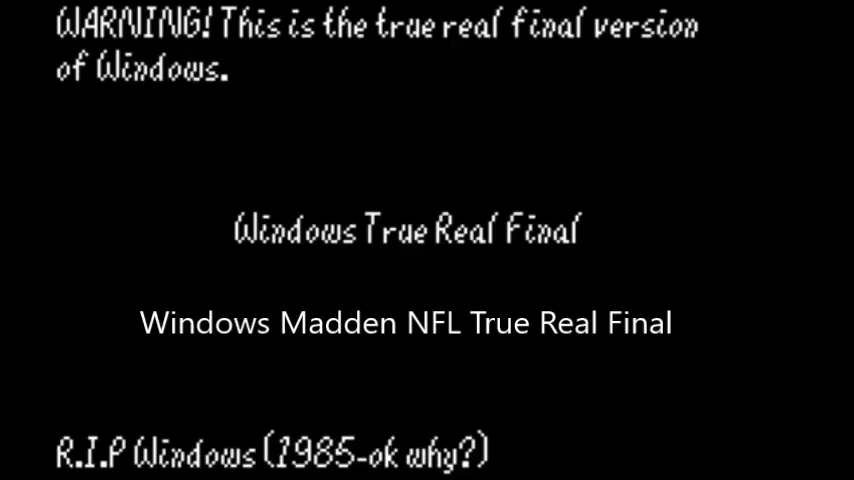 WARNING! This is the true real final version
of Windows.
Windows True Real Final
Windows Madden NFL True Real Final
R.I.P Windows (1985-ok why?)